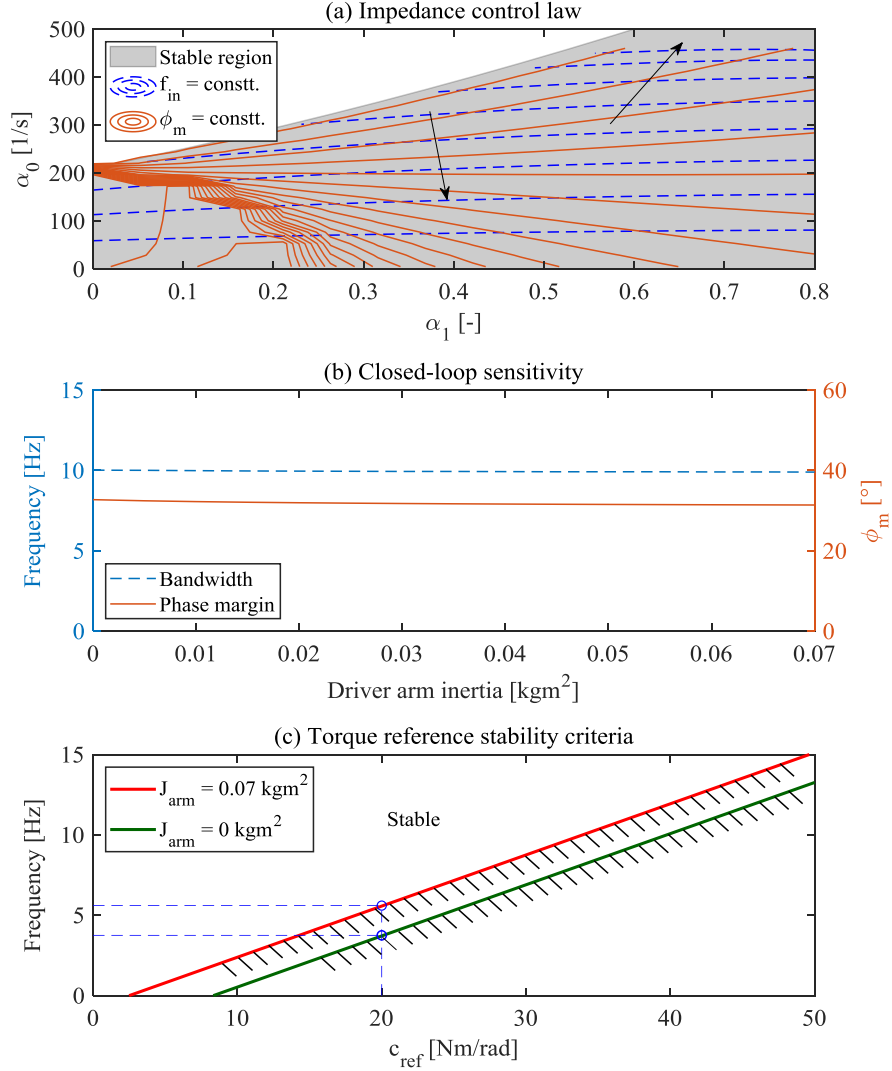 (a) Impedance control law
500
400
300
200
100
0
α₀ [1/s]
Stable region
f_in = constt.
ϕ_m = constt.
0 0.1 0.2 0.3 0.4 0.5 0.6 0.7 0.8
α₁ [-]
(b) Closed-loop sensitivity
15
10
5
0
Frequency [Hz]
60
40
20
0
ϕ_m [°]
Bandwidth
Phase margin
0 0.01 0.02 0.03 0.04 0.05 0.06 0.07
Driver arm inertia [kgm²]
(c) Torque reference stability criteria
15
10
5
0
Frequency [Hz]
J_arm = 0.07 kgm²
J_arm = 0 kgm²
Stable
0 10 20 30 40 50
c_ref [Nm/rad]